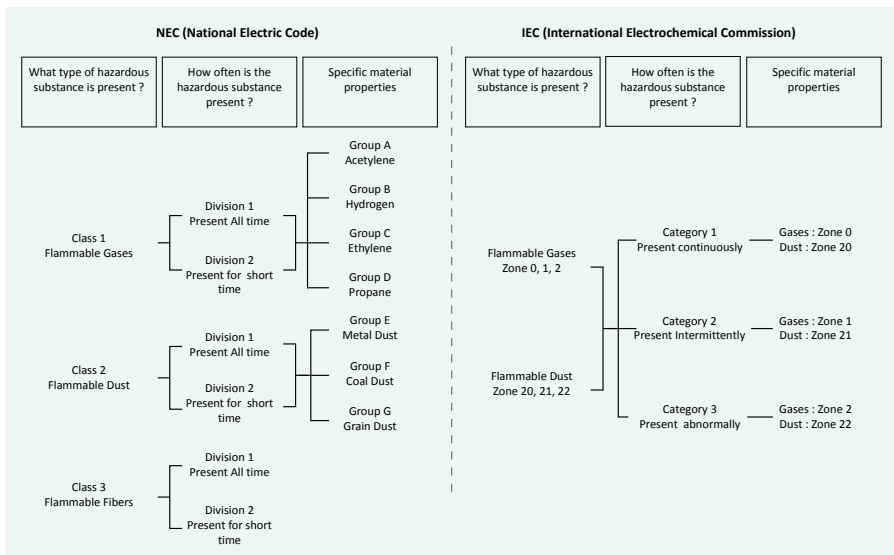 NEC (National Electric Code)
What type of hazardous
substance is present ?
How often is the
hazardous substance
present ?
Specific material
properties
Class 1
Flammable Gases
Division 1
Present All time
Division 2
Present for short
time
Group A
Acetylene
Group B
Hydrogen
Group C
Ethylene
Group D
Propane
Class 2
Flammable Dust
Division 1
Present All time
Division 2
Present for short
time
Group E
Metal Dust
Group F
Coal Dust
Group G
Grain Dust
Class 3
Flammable Fibers
Division 1
Present All time
Division 2
Present for short
time
IEC (International Electrochemical Commission)
What type of hazardous
substance is present ?
How often is the
hazardous substance
present ?
Specific material
properties
Flammable Gases
Zone 0, 1, 2
Flammable Dust
Zone 20, 21, 22
Category 1
Present continuously
Gases : Zone 0
Dust : Zone 20
Category 2
Present Intermittently
Gases : Zone 1
Dust : Zone 21
Category 3
Present abnormally
Gases : Zone 2
Dust : Zone 22